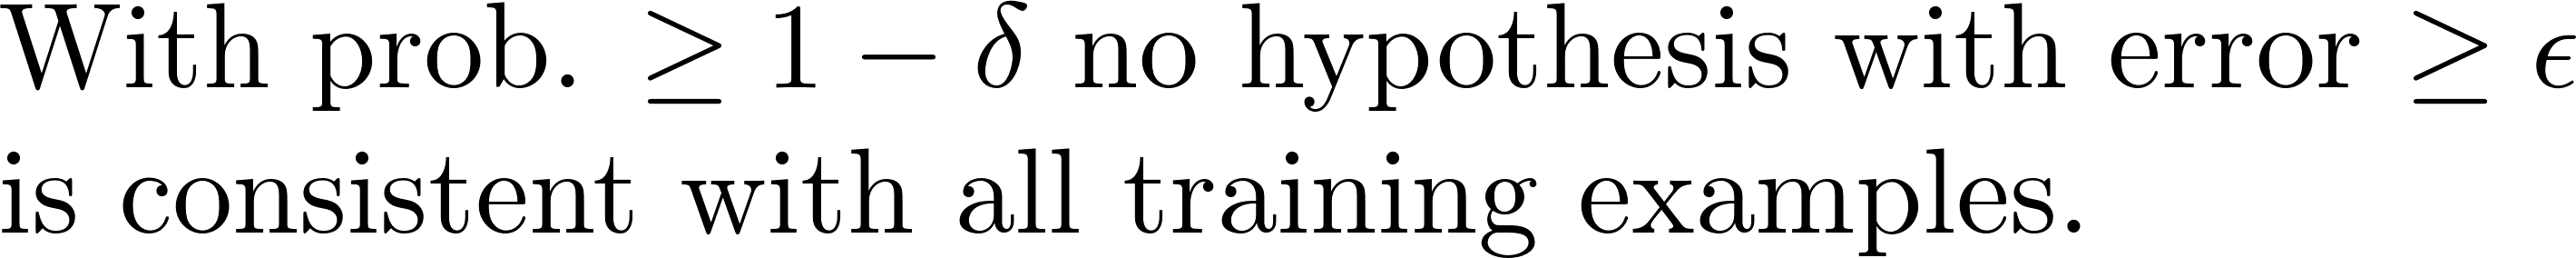 With prob. ≥ 1 − δ no hypothesis with error ≥ ϵ
is consistent with all training examples.